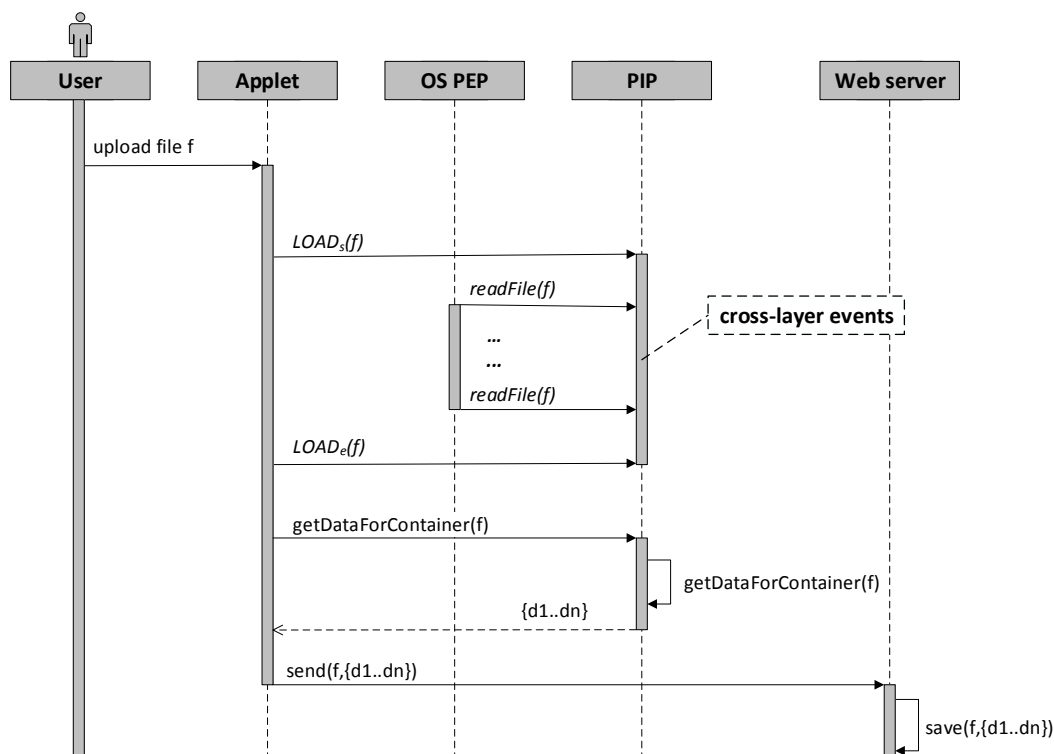 User
Applet
OS PEP
PIP
Web server
upload file f
LOADs(f)
readFile(f)
cross-layer events
...
...
readFile(f)
LOADe(f)
getDataForContainer(f)
getDataForContainer(f)
{d1..dn}
send(f,{d1..dn})
save(f,{d1..dn})